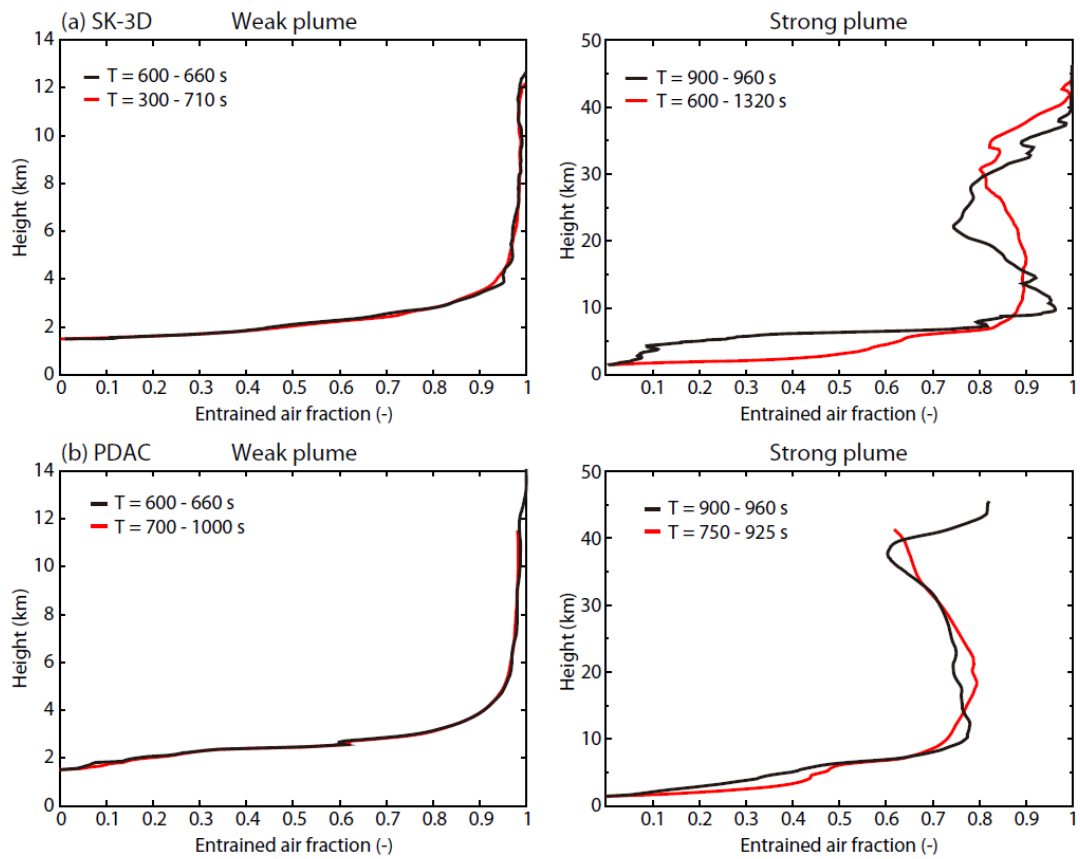 (a) SK-3D Weak plume
T = 600 - 660 s
T = 300 - 710 s
Height (km)
14
12
10
8
6
4
2
0
0 0.1 0.2 0.3 0.4 0.5 0.6 0.7 0.8 0.9 1
Entrained air fraction (-)
Strong plume
T = 900 - 960 s
T = 600 - 1320 s
Height (km)
50
40
30
20
10
0
0.1 0.2 0.3 0.4 0.5 0.6 0.7 0.8 0.9 1
Entrained air fraction (-)
(b) PDAC Weak plume
T = 600 - 660 s
T = 700 - 1000 s
Height (km)
14
12
10
8
6
4
2
0
0 0.1 0.2 0.3 0.4 0.5 0.6 0.7 0.8 0.9 1
Entrained air fraction (-)
Strong plume
T = 900 - 960 s
T = 750 - 925 s
Height (km)
50
40
30
20
10
0
0.1 0.2 0.3 0.4 0.5 0.6 0.7 0.8 0.9 1
Entrained air fraction (-)